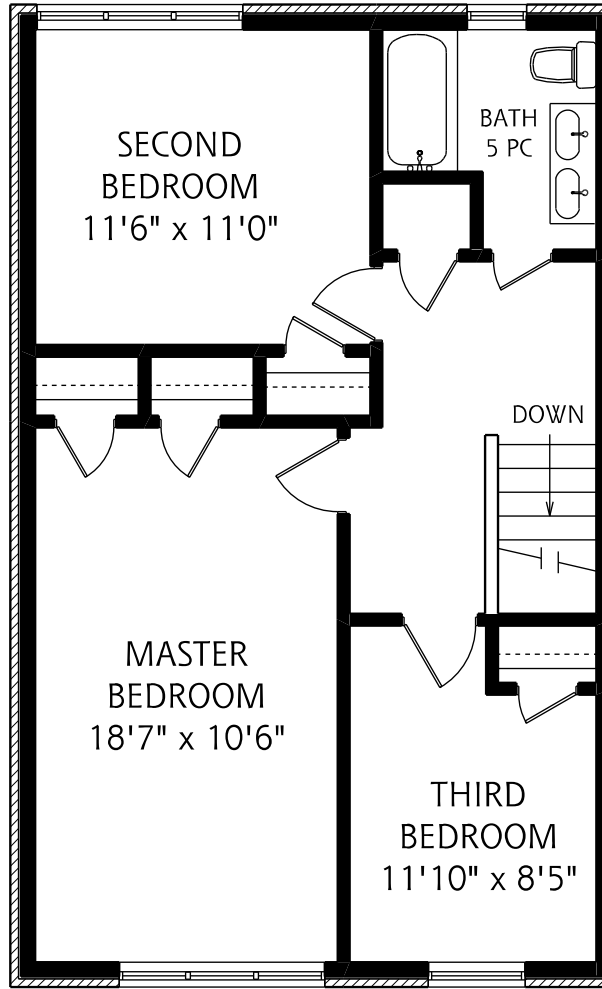 SECOND
BEDROOM
11'6" x 11'0"
BATH
5 PC
DOWN
MASTER
BEDROOM
18'7" x 10'6"
THIRD
BEDROOM
11'10" x 8'5"